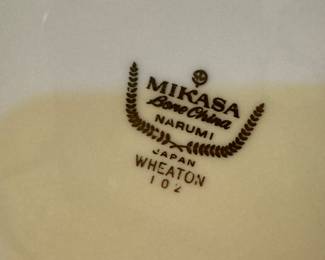 MIKASA
Bone China
NARUMI
JAPAN
WHEATON
102